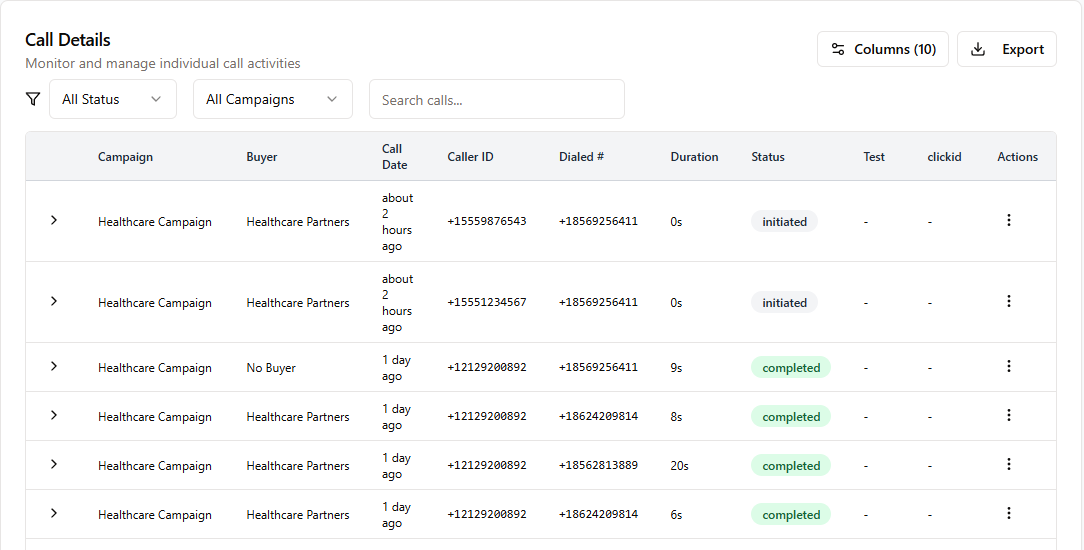 Call Details
Monitor and manage individual call activities
Columns (10)
Export
All Status
All Campaigns
Search calls...
Campaign Buyer Call Date Caller ID Dialed # Duration Status Test clickid Actions
Healthcare Campaign Healthcare Partners about 2 hours ago +15559876543 +18569256411 0s initiated - -
Healthcare Campaign Healthcare Partners about 2 hours ago +15551234567 +18569256411 0s initiated - -
Healthcare Campaign No Buyer 1 day ago +12129200892 +18569256411 9s completed - -
Healthcare Campaign Healthcare Partners 1 day ago +12129200892 +18624209814 8s completed - -
Healthcare Campaign Healthcare Partners 1 day ago +12129200892 +18562813889 20s completed - -
Healthcare Campaign Healthcare Partners 1 day ago +12129200892 +18624209814 6s completed - -